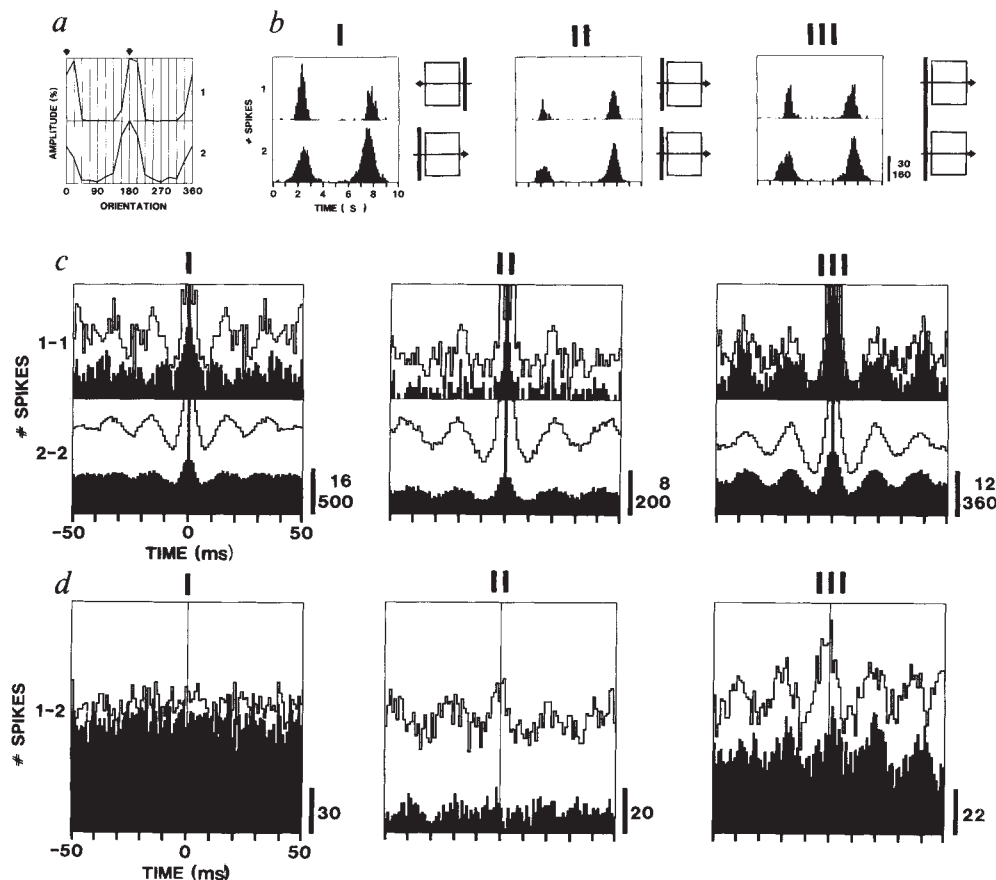 a
AMPLITUDE (%)
1
2
0 90 180 270 360
ORIENTATION
b
I II III
# SPIKES
1
2
0 2 4 6 8 10
TIME (S)
30
160
c
I II III
# SPIKES
1-1
2-2
16
500
8
200
12
360
-50 0 50
TIME (ms)
d
I II III
# SPIKES
1-2
30
20
22
-50 0 50
TIME (ms)